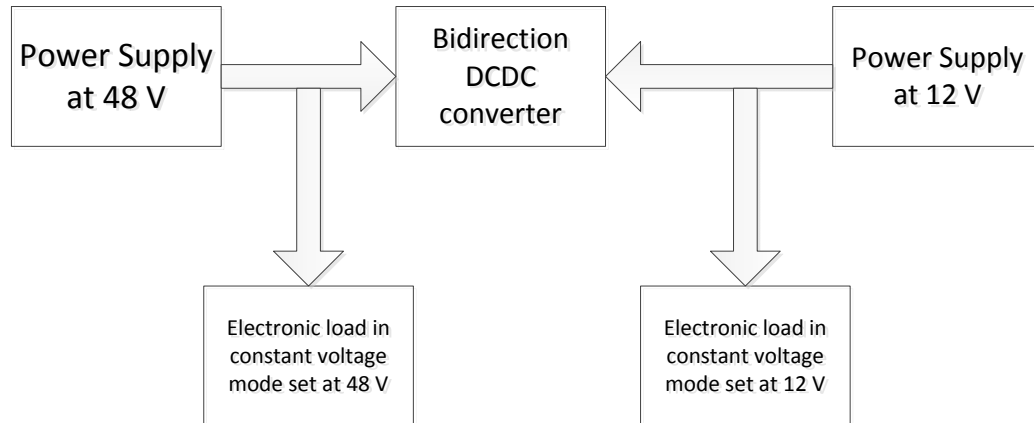 Power Supply
at 48 V
Bidirection
DCDC
converter
Power Supply
at 12 V
Electronic load in
constant voltage
mode set at 48 V
Electronic load in
constant voltage
mode set at 12 V